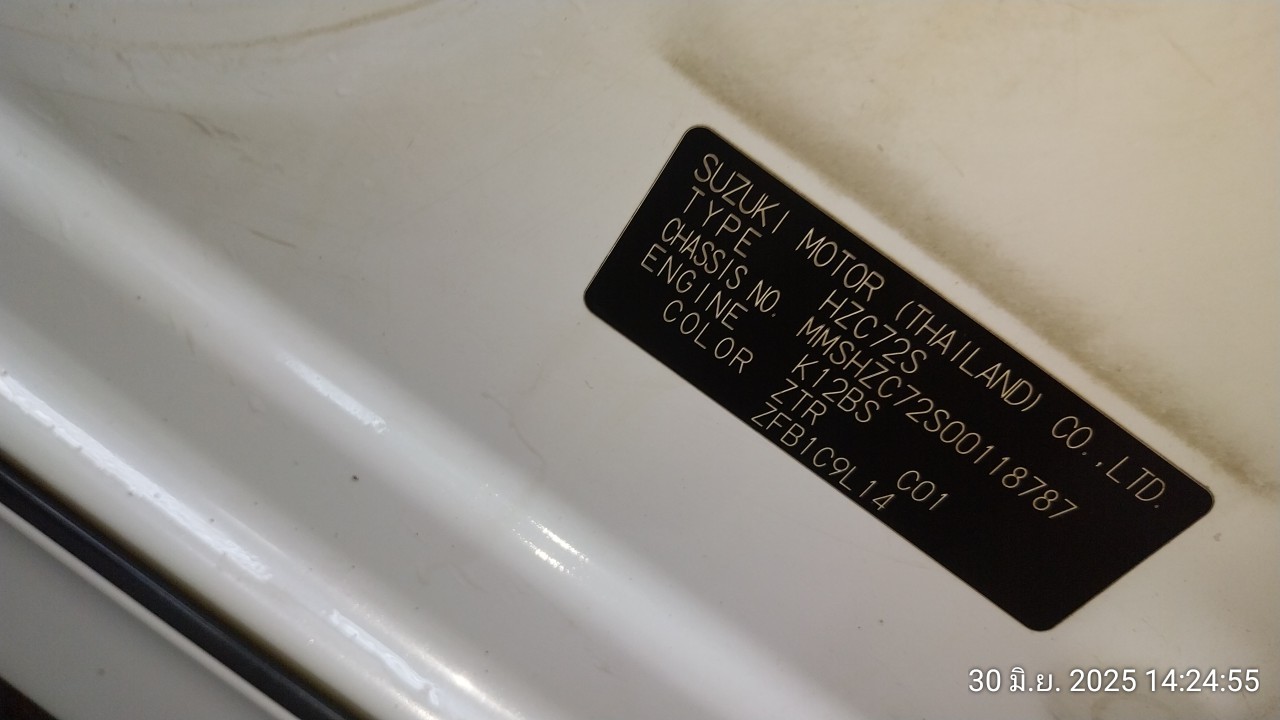 SUZUKI MOTOR (THAILAND) CO.,LTD.
TYPE HZC72S
CHASSIS NO. MMSHZC72S00118787
ENGINE K12BS
COLOR ZTR C01
ZFB1C9L14
30 มิ.ย. 2025 14:24:55